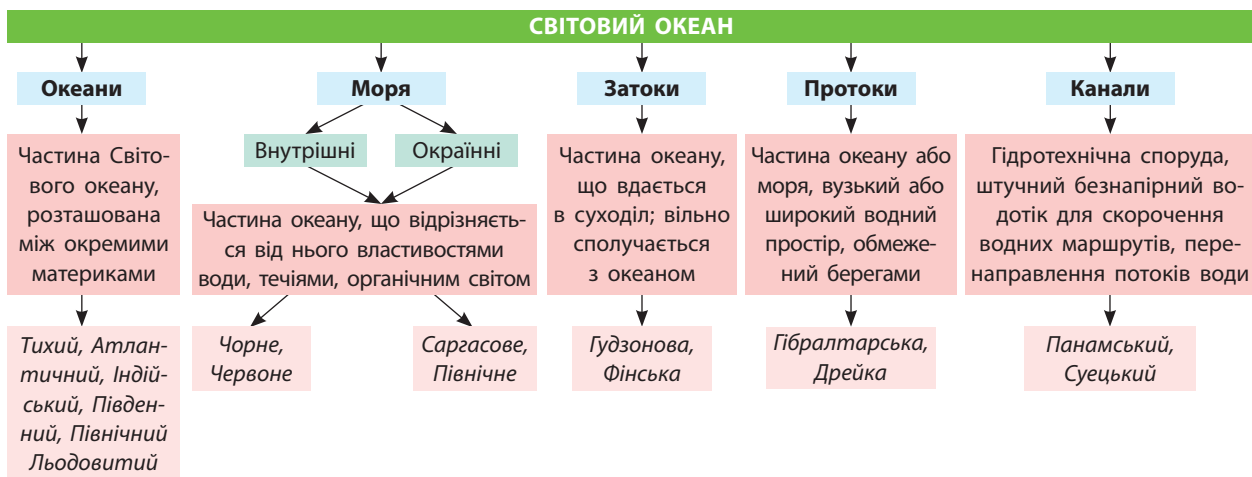 СВІТОВИЙ ОКЕАН
Океани
Частина Світо-
вого океану,
розташована
між окремими
материками
Тихий, Атлан-
тичний, Індій-
ський, Півден-
ний, Північний
Льодовитий
Моря
Внутрішні
Окраїнні
Частина океану, що відрізняєть-
ся від нього властивостями
води, течіями, органічним світом
Чорне,
Червоне
Саргасове,
Північне
Затоки
Частина океану,
що вдається
в суходіл; вільно
сполучається
з океаном
Гудзонова,
Фінська
Протоки
Частина океану або
моря, вузький або
широкий водний
простір, обмеже-
ний берегами
Гібралтарська,
Дрейка
Канали
Гідротехнічна споруда,
штучний безнапірний во-
дотік для скорочення
водних маршрутів, пере-
направлення потоків води
Панамський,
Суецький